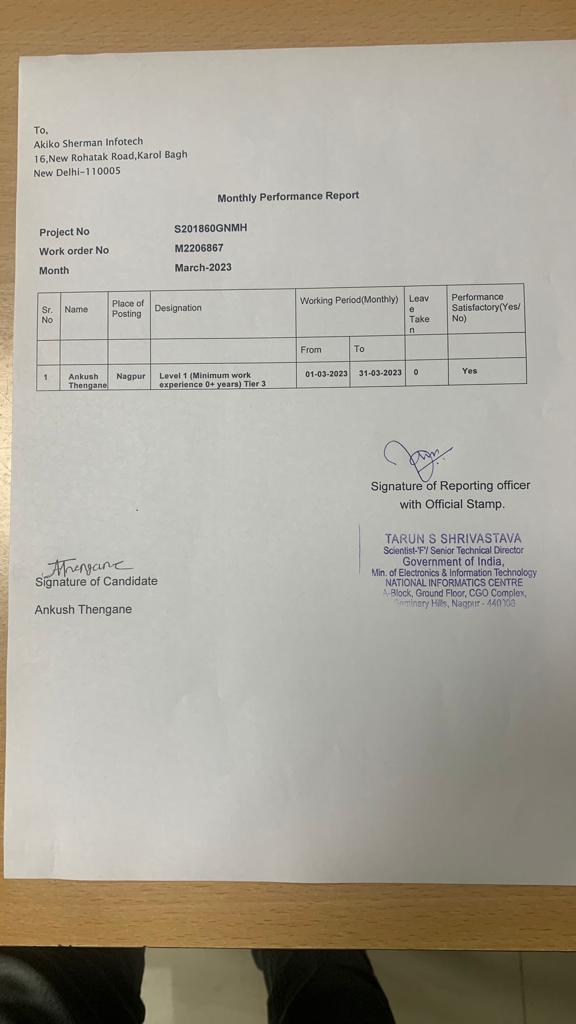 To,
Akiko Sherman Infotech
16,New Rohatak Road,Karol Bagh
New Delhi-110005
Monthly Performance Report
Project No S201860GNMH
Work order No M2206867
Month March-2023
Sr. No Name Place of Posting Designation Working Period(Monthly) Leav e Take n Performance Satisfactory(Yes/ No)
From To
1 Ankush Thengane Nagpur Level 1 (Minimum work experience 0+ years) Tier 3 01-03-2023 31-03-2023 0 Yes
Signature of Reporting officer
with Official Stamp.
TARUN S SHRIVASTAVA
Scientist-'F'/ Senior Technical Director
Government of India,
Min. of Electronics & Information Technology
NATIONAL INFORMATICS CENTRE
A-Block, Ground Floor, CGO Complex,
Hills, Nagpur -
Thengane
Signature of Candidate
Ankush Thengane